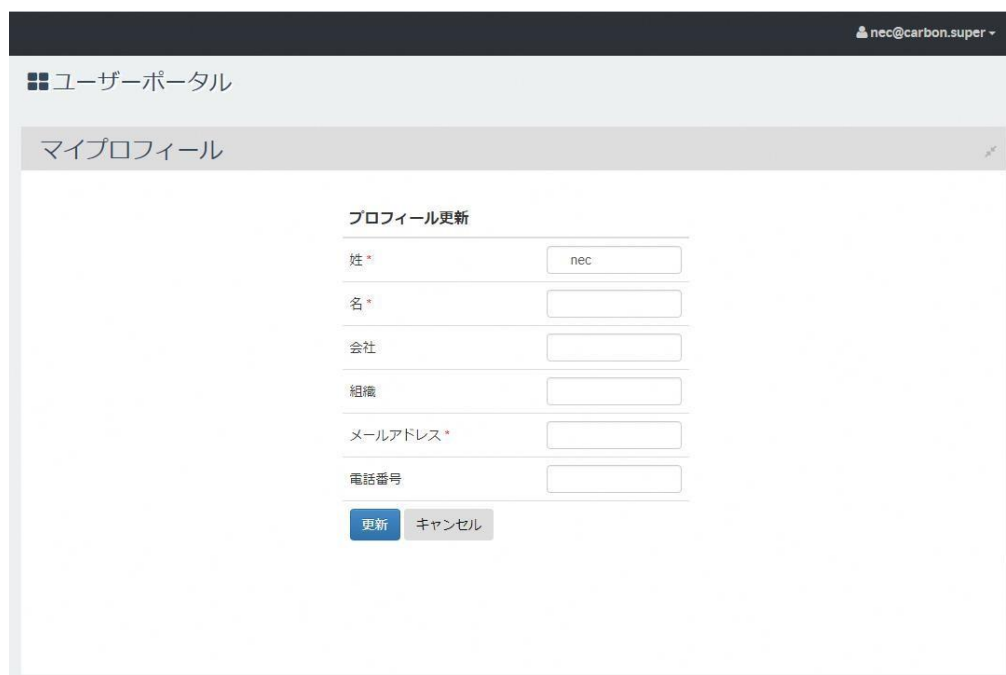 nec@carbon.super
ユーザーポータル
マイプロフィール
プロフィール更新
姓 * nec
名 *
会社
組織
メールアドレス *
電話番号
更新 キャンセル